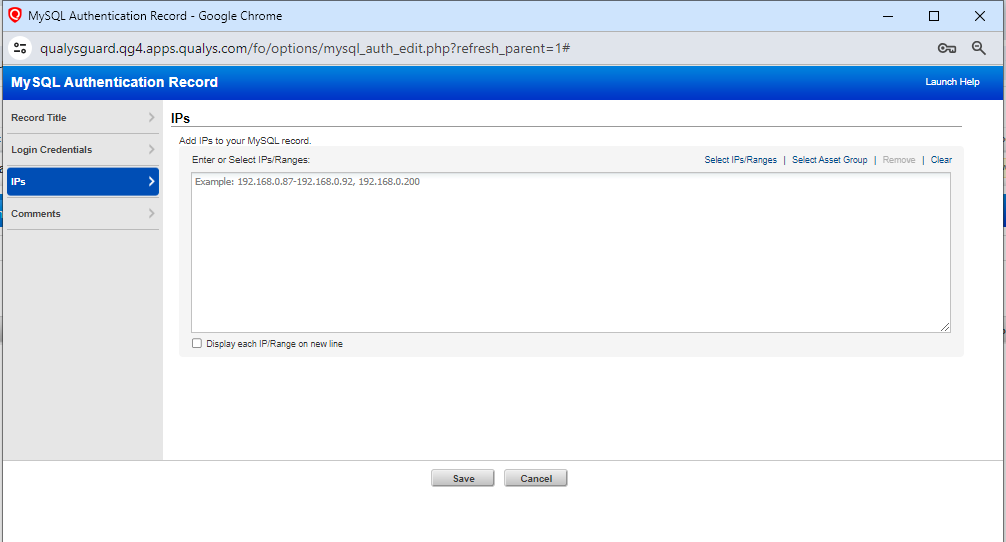 MySQL Authentication Record - Google Chrome
qualysguard.qg4.apps.qualys.com/fo/options/mysql_auth_edit.php?refresh_parent=1#
MySQL Authentication Record
Launch Help
Record Title
Login Credentials
IPs
Comments
IPs
Add IPs to your MySQL record.
Enter or Select IPs/Ranges:
Select IPs/Ranges | Select Asset Group | Remove | Clear
Example: 192.168.0.87-192.168.0.92, 192.168.0.200
Display each IP/Range on new line
Save
Cancel